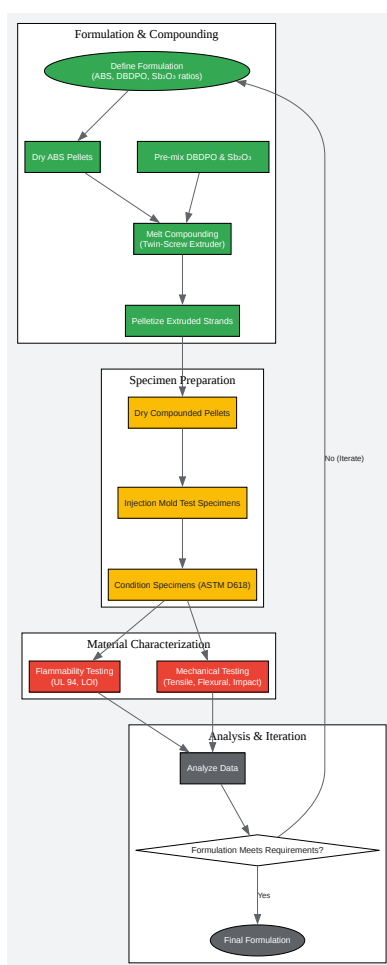 Formulation & Compounding
Define Formulation
(ABS, DBDPO, Sb₂O₃ ratios)
Dry ABS Pellets
Pre-mix DBDPO & Sb₂O₃
Melt Compounding
(Twin-Screw Extruder)
Pelletize Extruded Strands
Specimen Preparation
Dry Compounded Pellets
No (Iterate)
Injection Mold Test Specimens
Condition Specimens (ASTM D618)
Material Characterization
Flammability Testing
(UL 94, LOI)
Mechanical Testing
(Tensile, Flexural, Impact)
Analysis & Iteration
Analyze Data
Formulation Meets Requirements?
Yes
Final Formulation